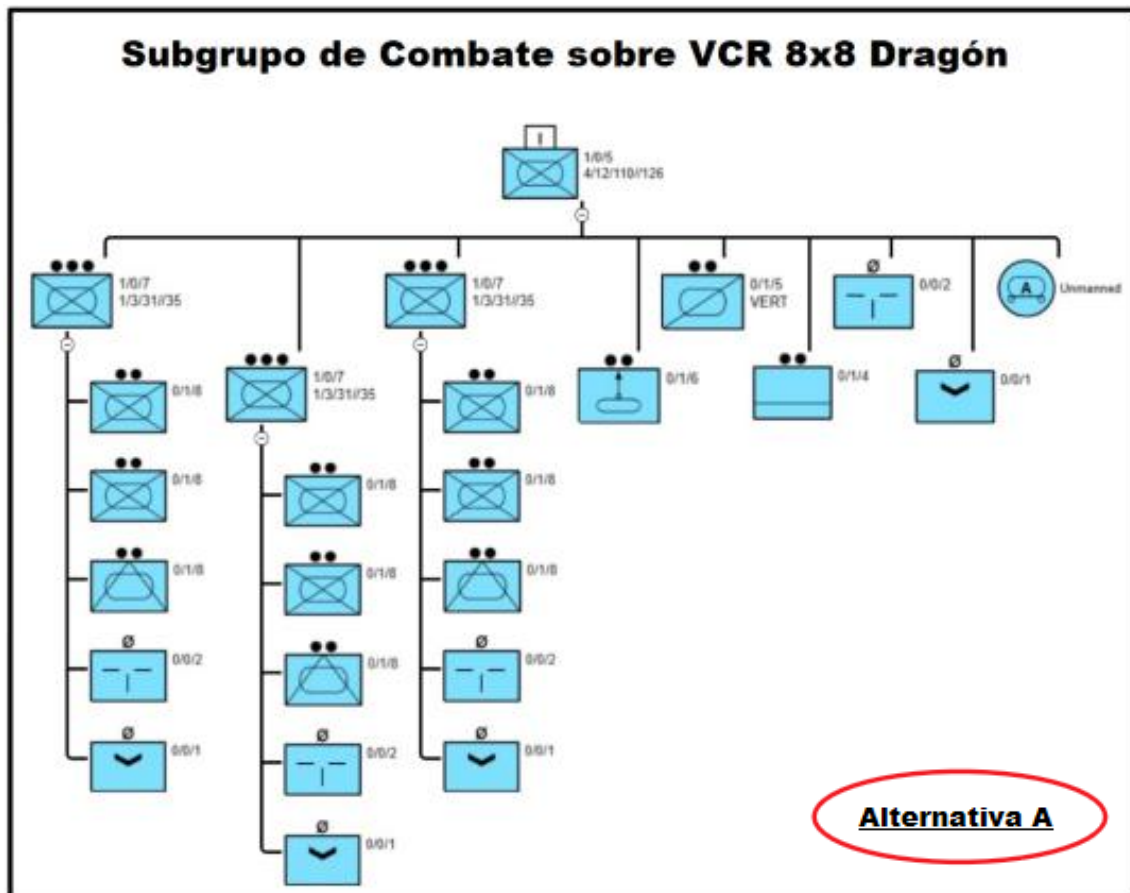 Subgrupo de Combate sobre VCR 8x8 Dragón
I
1/0/5
4/12/110//126
1/0/7
1/3/31//35
0/1/8
0/1/8
0/1/8
Ø
0/0/2
Ø
0/0/1
1/0/7
1/3/31//35
0/1/8
0/1/8
0/1/8
Ø
0/0/2
Ø
0/0/1
1/0/7
1/3/31//35
0/1/8
0/1/8
0/1/8
Ø
0/0/2
Ø
0/0/1
0/1/6
0/1/5
VERT
0/1/4
Ø
0/0/2
Ø
0/0/1
A
Unmanned
Alternativa A